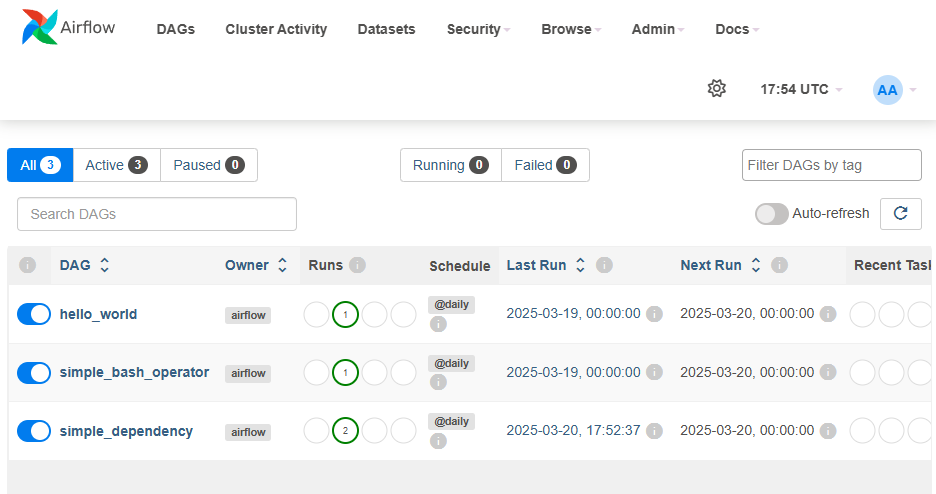 Airflow DAGs Cluster Activity Datasets Security Browse Admin Docs
17:54 UTC AA
All 3 Active 3 Paused 0 Running 0 Failed 0 Filter DAGs by tag
Search DAGs Auto-refresh
i DAG Owner Runs i Schedule Last Run i Next Run i Recent Tasl
hello_world airflow 1 @daily i 2025-03-19, 00:00:00 i 2025-03-20, 00:00:00 i
simple_bash_operator airflow 1 @daily i 2025-03-19, 00:00:00 i 2025-03-20, 00:00:00 i
simple_dependency airflow 2 @daily i 2025-03-20, 17:52:37 i 2025-03-20, 00:00:00 i